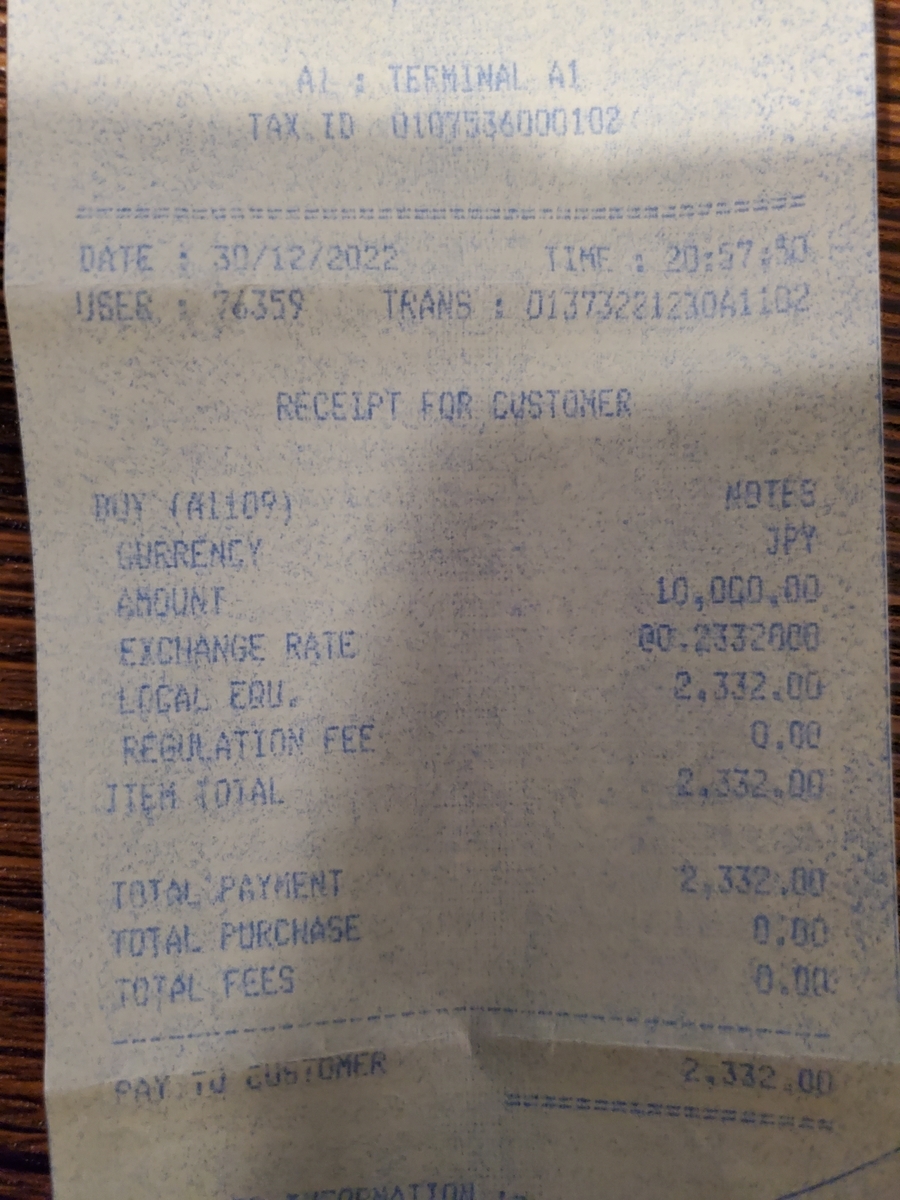 A1 : TERMINAL A1
TAX ID 0107536000102
DATE : 30/12/2022 TIME : 20:57:50
USER : 76359 TRANS : 01373221230A1102
RECEIPT FOR CUSTOMER
BUY (A1109) NOTES
CURRENCY JPY
AMOUNT 10,000.00
EXCHANGE RATE @0.2332000
LOCAL EQU. 2,332.00
REGULATION FEE 0.00
ITEM TOTAL 2,332.00
TOTAL PAYMENT 2,332.00
TOTAL PURCHASE 0.00
TOTAL FEES 0.00
PAY TO CUSTOMER 2,332.00
INFORMATION :-